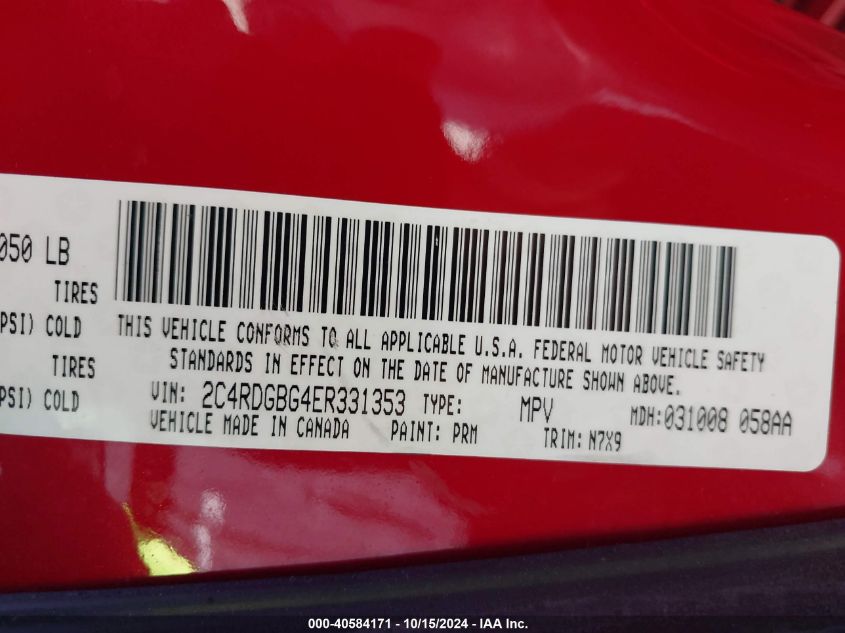 050 LB
TIRES
PSI) COLD
TIRES
PSI) COLD
THIS VEHICLE CONFORMS TO ALL APPLICABLE U.S.A. FEDERAL MOTOR VEHICLE SAFETY
STANDARDS IN EFFECT ON THE DATE OF MANUFACTURE SHOWN ABOVE.
VIN: 2C4RDGBG4ER331353 TYPE: MPV MDH:031008 058AA
VEHICLE MADE IN CANADA PAINT: PRM TRIM: N7X9
000-40584171 - 10/15/2024 - IAA Inc.